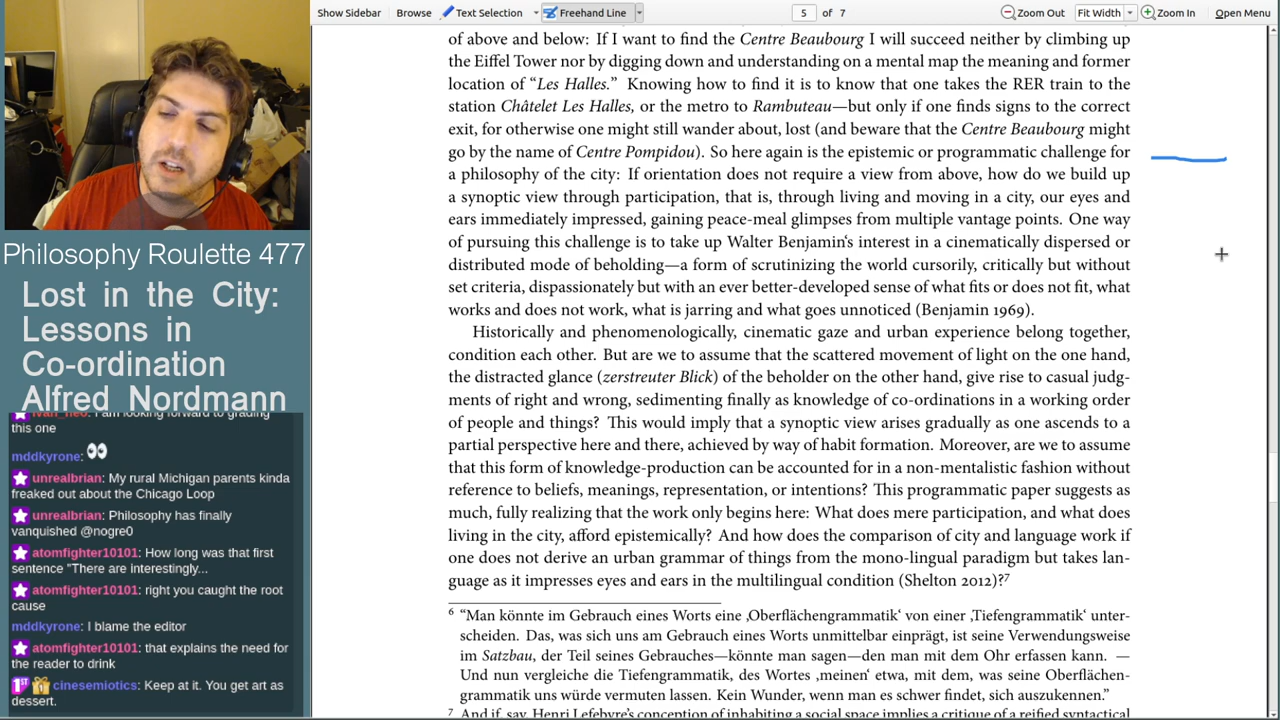 Show Sidebar Browse Text Selection Freehand Line 5 of 7 Zoom Out Fit Width Zoom In Open Menu
of above and below: If I want to find the Centre Beaubourg I will succeed neither by climbing up
the Eiffel Tower nor by digging down and understanding on a mental map the meaning and former
location of “Les Halles.” Knowing how to find it is to know that one takes the RER train to the
station Châtelet Les Halles, or the metro to Rambuteau—but only if one finds signs to the correct
exit, for otherwise one might still wander about, lost (and beware that the Centre Beaubourg might
go by the name of Centre Pompidou). So here again is the epistemic or programmatic challenge for
a philosophy of the city: If orientation does not require a view from above, how do we build up
a synoptic view through participation, that is, through living and moving in a city, our eyes and
ears immediately impressed, gaining peace-meal glimpses from multiple vantage points. One way
of pursuing this challenge is to take up Walter Benjamin‘s interest in a cinematically dispersed or
distributed mode of beholding—a form of scrutinizing the world cursorily, critically but without
set criteria, dispassionately but with an ever better-developed sense of what fits or does not fit, what
works and does not work, what is jarring and what goes unnoticed (Benjamin 1969).
Historically and phenomenologically, cinematic gaze and urban experience belong together,
condition each other. But are we to assume that the scattered movement of light on the one hand,
the distracted glance (zerstreuter Blick) of the beholder on the other hand, give rise to casual judg-
ments of right and wrong, sedimenting finally as knowledge of co-ordinations in a working order
of people and things? This would imply that a synoptic view arises gradually as one ascends to a
partial perspective here and there, achieved by way of habit formation. Moreover, are we to assume
that this form of knowledge-production can be accounted for in a non-mentalistic fashion without
reference to beliefs, meanings, representation, or intentions? This programmatic paper suggests as
much, fully realizing that the work only begins here: What does mere participation, and what does
living in the city, afford epistemically? And how does the comparison of city and language work if
one does not derive an urban grammar of things from the mono-lingual paradigm but takes lan-
guage as it impresses eyes and ears in the multilingual condition (Shelton 2012)?7
6 “Man könnte im Gebrauch eines Worts eine ‚Oberflächengrammatik‘ von einer ‚Tiefengrammatik‘ unter-
scheiden. Das, was sich uns am Gebrauch eines Worts unmittelbar einprägt, ist seine Verwendungsweise
im Satzbau, der Teil seines Gebrauches—könnte man sagen—den man mit dem Ohr erfassen kann. —
Und nun vergleiche die Tiefengrammatik, des Wortes ‚meinen‘ etwa, mit dem, was seine Oberflächen-
grammatik uns würde vermuten lassen. Kein Wunder, wenn man es schwer findet, sich auszukennen.”
7 And if, say, Henri Lefebvre’s conception of inhabiting a social space implies a critique of a reified syntactical
Philosophy Roulette 477
Lost in the City:
Lessons in
Co-ordination
Alfred Nordmann
ivan_neo: I am looking forward to grading
this one
mddkyrone:
unrealbrian: My rural Michigan parents kinda
freaked out about the Chicago Loop
unrealbrian: Philosophy has finally
vanquished @nogre0
atomfighter10101: How long was that first
sentence "There are interestingly...
atomfighter10101: right you caught the root
cause
mddkyrone: I blame the editor
atomfighter10101: that explains the need for
the reader to drink
1ST cinesemiotics: Keep at it. You get art as
dessert.